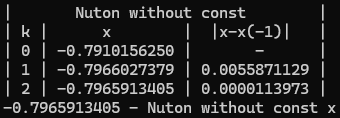 |       Nuton without const        |
| k |      x        |  |x-x(-1)|   |
| 0 | -0.7910156250 |      -       |
| 1 | -0.7966027379 | 0.0055871129 |
| 2 | -0.7965913405 | 0.0000113973 |
-0.7965913405 - Nuton without const x